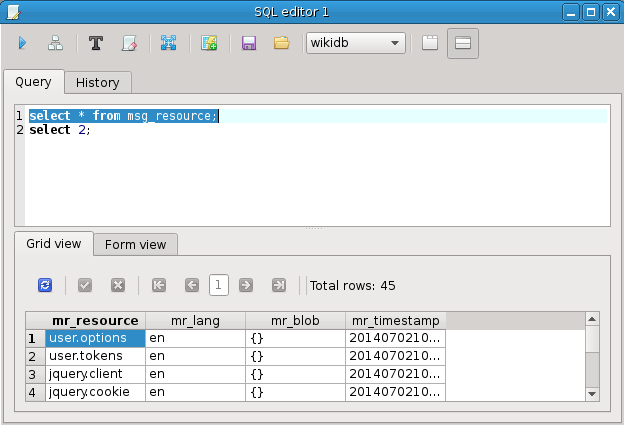 SQL editor 1
wikidb
Query History
1 select * from msg_resource;
2 select 2;
Grid view Form view
1 Total rows: 45
mr_resource mr_lang mr_blob mr_timestamp
1 user.options en {} 2014070210...
2 user.tokens en {} 2014070210...
3 jquery.client en {} 2014070210...
4 jquery.cookie en {} 2014070210...